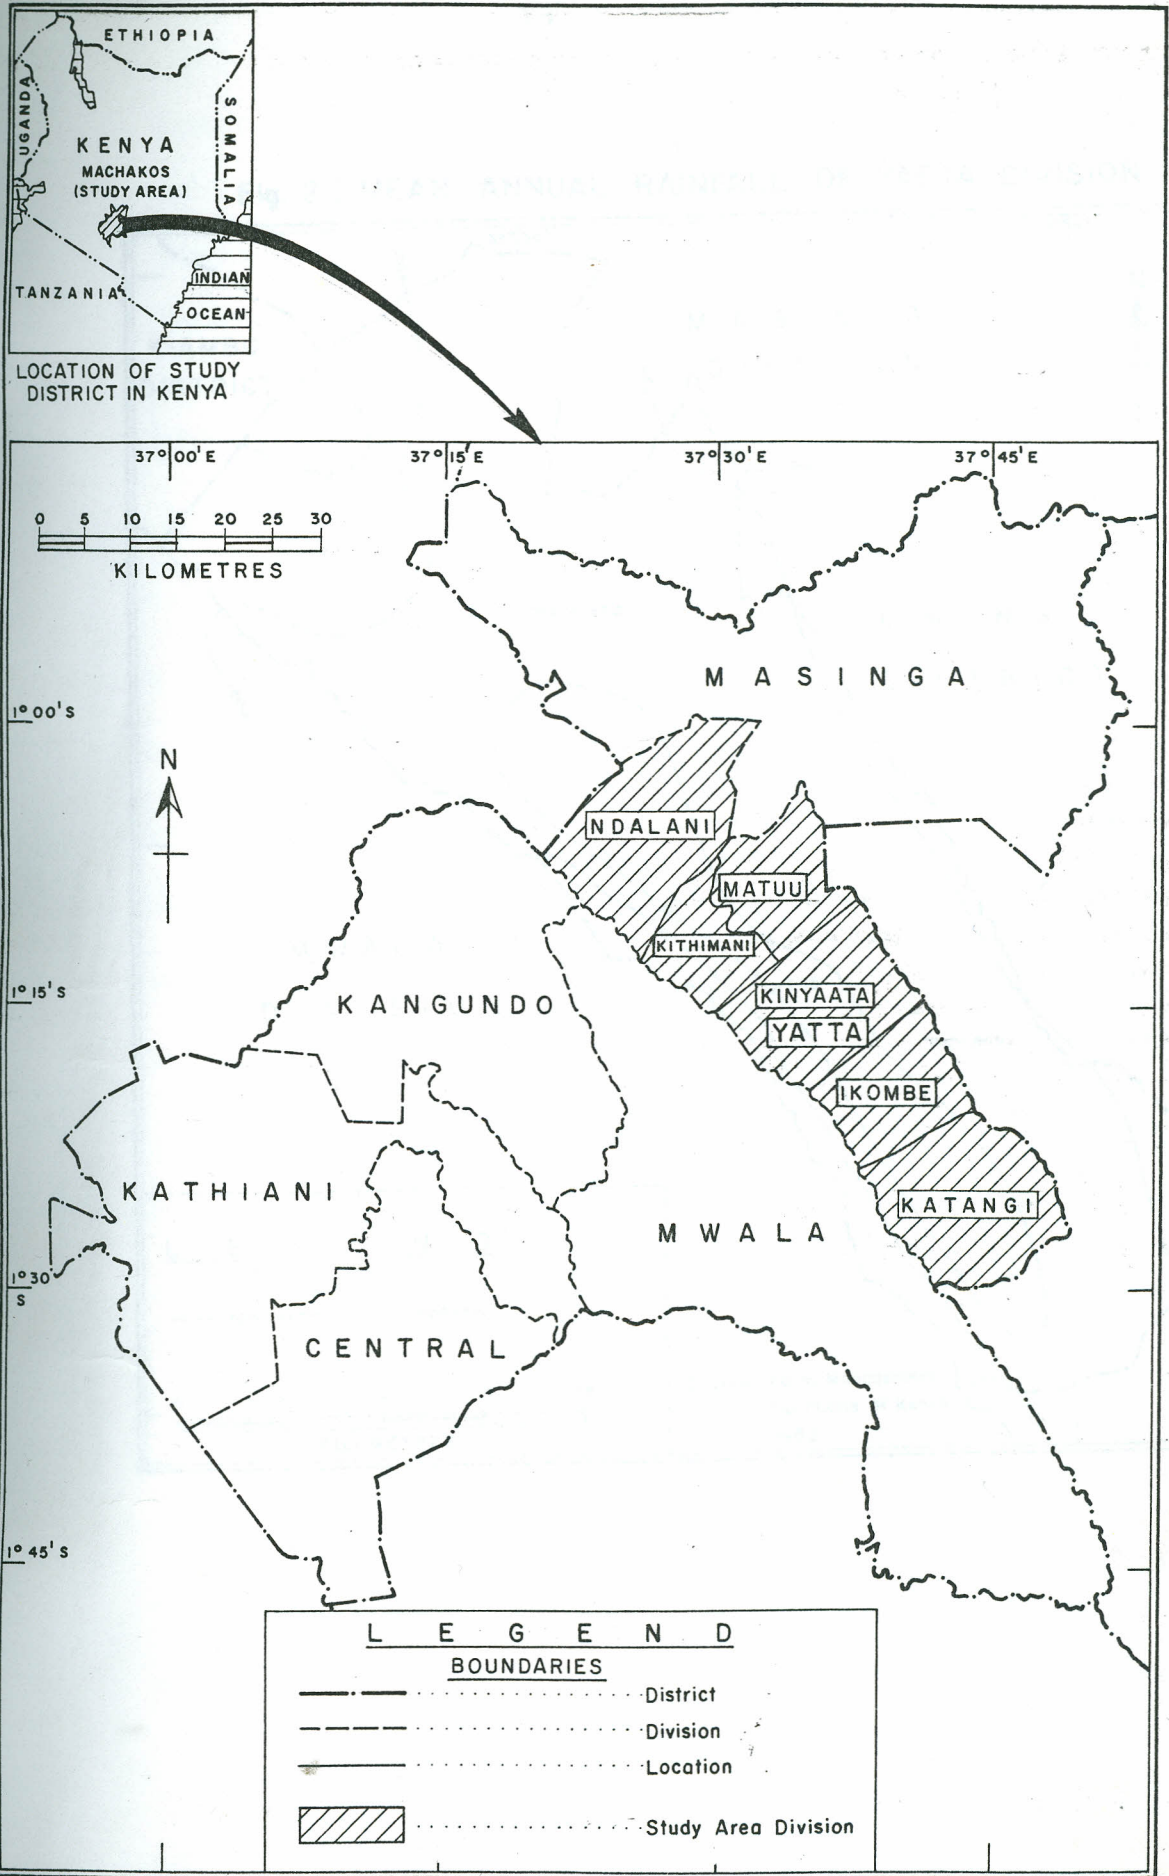 ETHIOPIA
UGANDA
SOMALIA
KENYA
MACHAKOS
(STUDY AREA)
TANZANIA
INDIAN
OCEAN
LOCATION OF STUDY
DISTRICT IN KENYA
37°00'E 37°15'E 37°30'E 37°45'E
0 5 10 15 20 25 30
KILOMETRES
MASINGA
1°00'S
N
NDALANI
MATUU
KITHIMANI
1°15'S
KANGUNDO
KINYAATA
YATTA
IKOMBE
KATHIANI
KATANGI
MWALA
1°30
S
CENTRAL
1°45'S
LEGEND
BOUNDARIES
District
Division
Location
Study Area Division